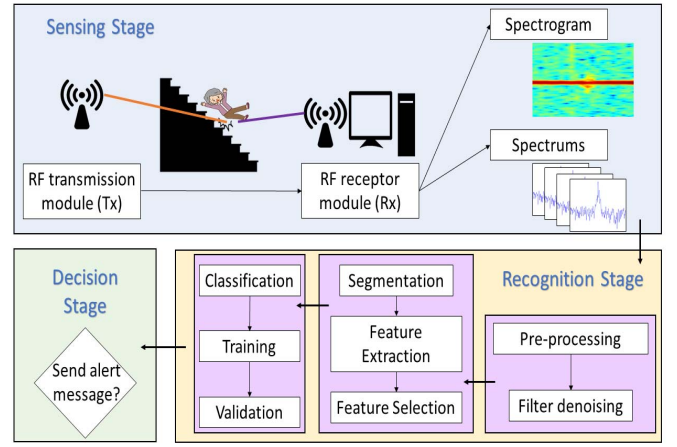 Sensing Stage
Spectrogram
Spectrums
RF transmission
module (Tx)
RF receptor
module (Rx)
Decision
Stage
Send alert
message?
Classification
Training
Validation
Segmentation
Feature
Extraction
Feature Selection
Recognition Stage
Pre-processing
Filter denoising